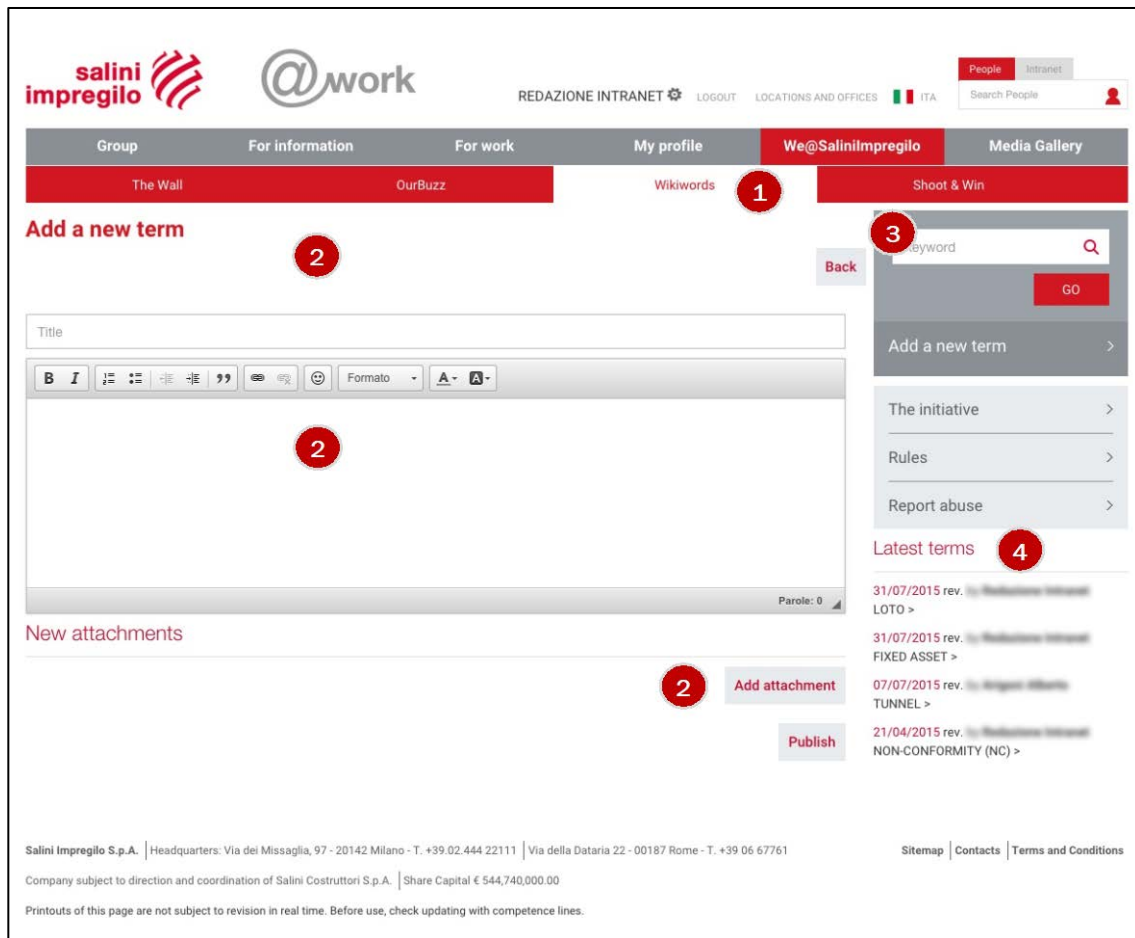 salini
impregilo
@work
REDAZIONE INTRANET LOGOUT LOCATIONS AND OFFICES ITA
People Intranet
Search People
Group For information For work My profile We@SaliniImpregilo Media Gallery
The Wall OurBuzz Wikiwords 1 Shoot & Win
Add a new term
2
Back
3
eyword
GO
Add a new term >
Title
B I Formato A A
2
Parole: 0
The initiative >
Rules >
Report abuse >
Latest terms 4
31/07/2015 rev.
LOTO >
31/07/2015 rev.
FIXED ASSET >
07/07/2015 rev.
TUNNEL >
21/04/2015 rev.
NON-CONFORMITY (NC) >
New attachments
2 Add attachment
Publish
Salini Impregilo S.p.A. | Headquarters: Via dei Missaglia, 97 - 20142 Milano - T. +39.02.444 22111 | Via della Dataria 22 - 00187 Rome - T. +39 06 67761
Sitemap | Contacts | Terms and Conditions
Company subject to direction and coordination of Salini Costruttori S.p.A. | Share Capital € 544,740,000.00
Printouts of this page are not subject to revision in real time. Before use, check updating with competence lines.